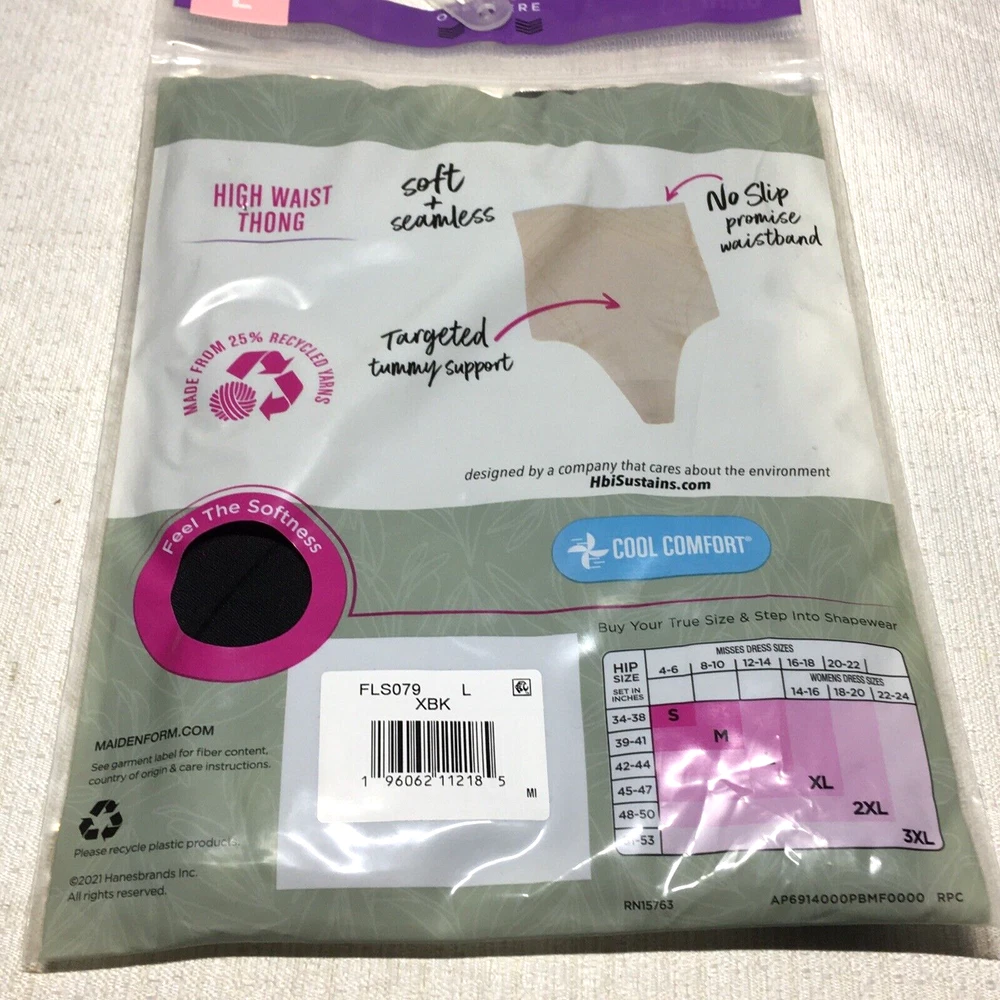 L
RE
HIGH WAIST
THONG
soft
+
seamless
No Slip
promise
waistband
MADE FROM 25% RECYCLED YARNS
Targeted
tummy support
designed by a company that cares about the environment
HbiSustains.com
Feel The Softness
COOL COMFORT®
Buy Your True Size & Step Into Shapewear
HIP
SIZE
SET IN
INCHES
MISSES DRESS SIZES
4-6 8-10 12-14 16-18 20-22
WOMENS DRESS SIZES
14-16 18-20 22-24
34-38 S
39-41 M
42-44
45-47 XL
48-50 2XL
-53 3XL
FLS079 L
XBK
1 96062 11218 5
MI
MAIDENFORM.COM
See garment label for fiber content,
country of origin & care instructions.
Please recycle plastic products.
©2021 Hanesbrands Inc.
All rights reserved.
RN15763
AP6914000PBMF0000 RPC